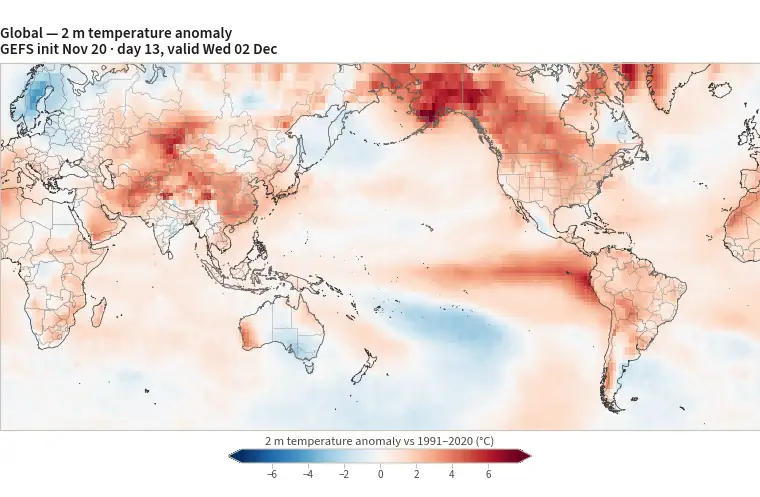 Global — 2 m temperature anomaly
GEFS init Nov 20 · day 13, valid Wed 02 Dec
2 m temperature anomaly vs 1991–2020 (°C)
−6 −4 −2 0 2 4 6